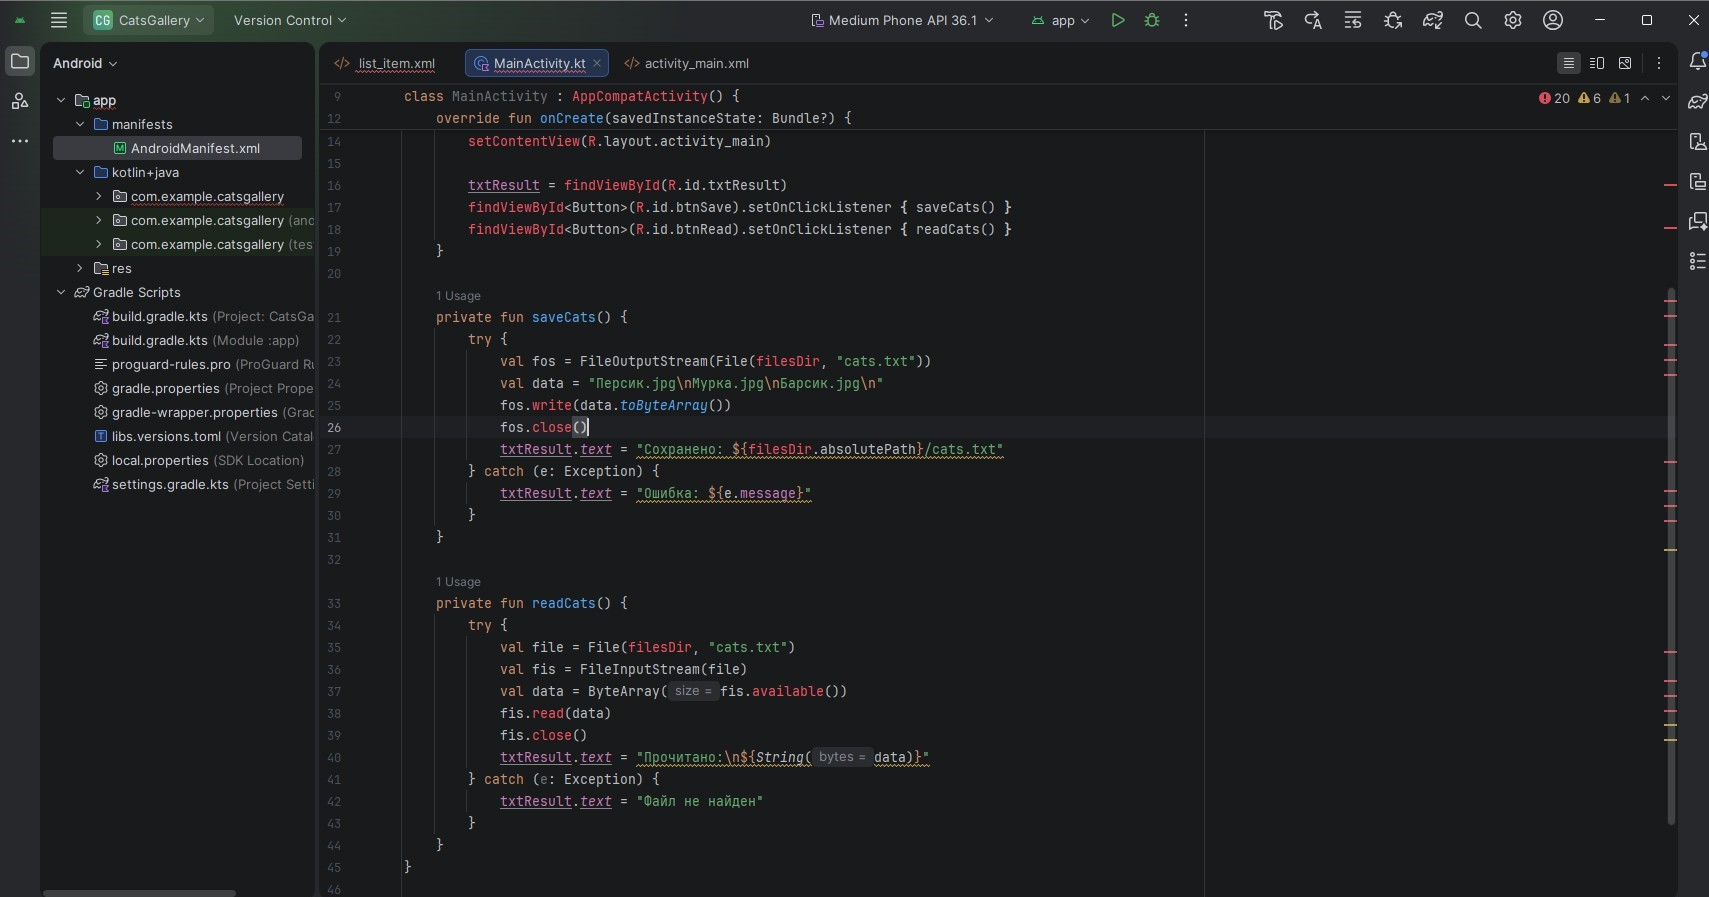 CG CatsGallery Version Control Medium Phone API 36.1 app
Android
app
manifests
AndroidManifest.xml
kotlin+java
com.example.catsgallery
com.example.catsgallery (and
com.example.catsgallery (tes
res
Gradle Scripts
build.gradle.kts (Project: CatsGa
build.gradle.kts (Module :app)
proguard-rules.pro (ProGuard Ru
gradle.properties (Project Prope
gradle-wrapper.properties (Grac
libs.versions.toml (Version Catal
local.properties (SDK Location)
settings.gradle.kts (Project Setti
list_item.xml MainActivity.kt activity_main.xml
20 6 1
9 class MainActivity : AppCompatActivity() {
12 override fun onCreate(savedInstanceState: Bundle?) {
14 setContentView(R.layout.activity_main)
15
16 txtResult = findViewById(R.id.txtResult)
17 findViewById<Button>(R.id.btnSave).setOnClickListener { saveCats() }
18 findViewById<Button>(R.id.btnRead).setOnClickListener { readCats() }
19 }
20
1 Usage
21 private fun saveCats() {
22 try {
23 val fos = FileOutputStream(File(filesDir, "cats.txt"))
24 val data = "Персик.jpg\nМурка.jpg\nБарсик.jpg\n"
25 fos.write(data.toByteArray())
26 fos.close()
27 txtResult.text = "Сохранено: ${filesDir.absolutePath}/cats.txt"
28 } catch (e: Exception) {
29 txtResult.text = "Ошибка: ${e.message}"
30 }
31 }
32
1 Usage
33 private fun readCats() {
34 try {
35 val file = File(filesDir, "cats.txt")
36 val fis = FileInputStream(file)
37 val data = ByteArray( size = fis.available())
38 fis.read(data)
39 fis.close()
40 txtResult.text = "Прочитано:\n${String( bytes = data)}"
41 } catch (e: Exception) {
42 txtResult.text = "Файл не найден"
43 }
44 }
45 }
46